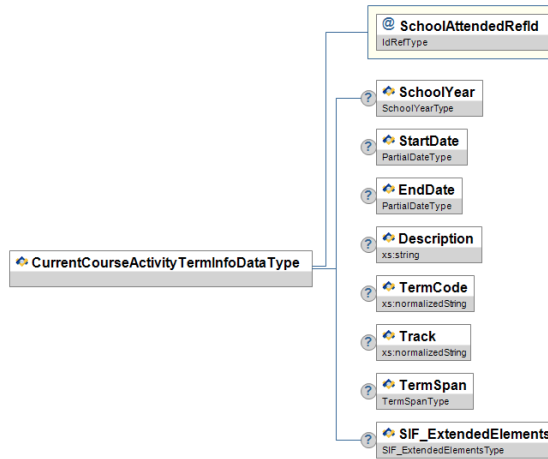 @ SchoolAttendedRefId
IdRefType
? SchoolYear
SchoolYearType
? StartDate
PartialDateType
? EndDate
PartialDateType
CurrentCourseActivityTermInfoDataType
? Description
xs:string
? TermCode
xs:normalizedString
? Track
xs:normalizedString
? TermSpan
TermSpanType
? SIF_ExtendedElements
SIF_ExtendedElementsType